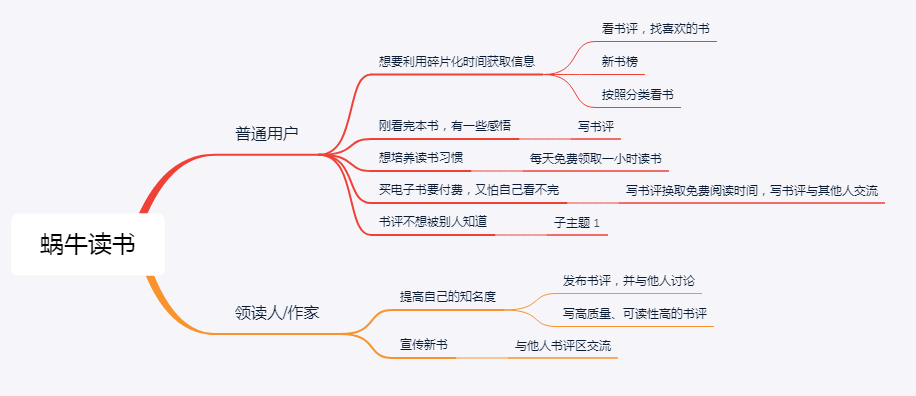 蜗牛读书
普通用户
想要利用碎片化时间获取信息
看书评，找喜欢的书
新书榜
按照分类看书
刚看完本书，有一些感悟
写书评
想培养读书习惯
每天免费领取一小时读书
买电子书要付费，又怕自己看不完
写书评换取免费阅读时间，写书评与其他人交流
书评不想被别人知道
子主题 1
领读人/作家
提高自己的知名度
发布书评，并与他人讨论
写高质量、可读性高的书评
宣传新书
与他人书评区交流